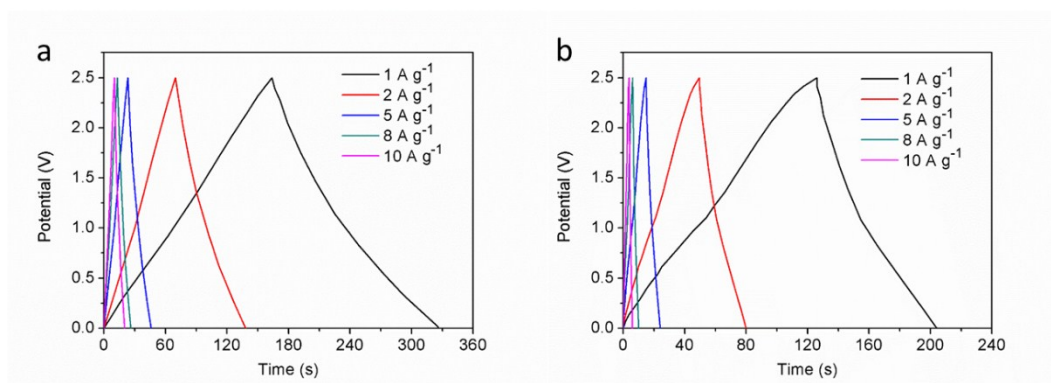 a
1 A g⁻¹
2 A g⁻¹
5 A g⁻¹
8 A g⁻¹
10 A g⁻¹
2.5
2.0
1.5
1.0
0.5
0.0
Potential (V)
0 60 120 180 240 300 360
Time (s)
b
1 A g⁻¹
2 A g⁻¹
5 A g⁻¹
8 A g⁻¹
10 A g⁻¹
2.5
2.0
1.5
1.0
0.5
0.0
Potential (V)
0 40 80 120 160 200 240
Time (s)